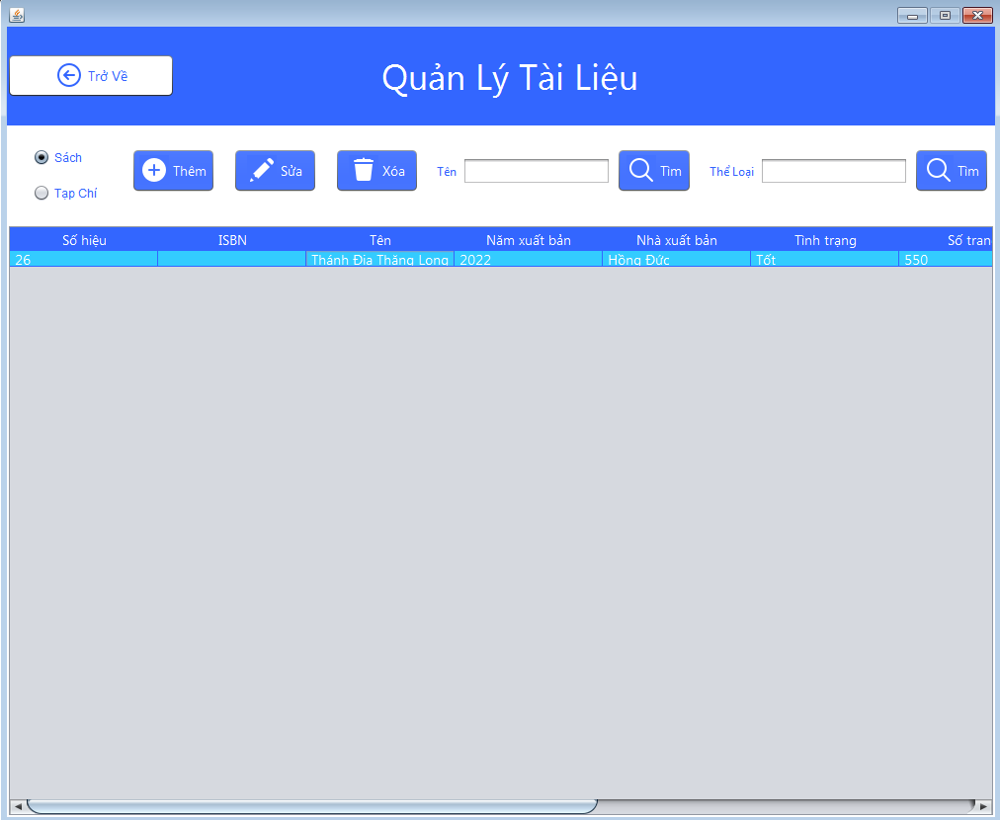 Trở Về
Quản Lý Tài Liệu
Sách
Tạp Chí
Thêm
Sửa
Xóa
Tên
Tìm
Thể Loại
Tìm
Số hiệu ISBN Tên Năm xuất bản Nhà xuất bản Tình trạng Số tran
26 Thánh Địa Thăng Long 2022 Hồng Đức Tốt 550